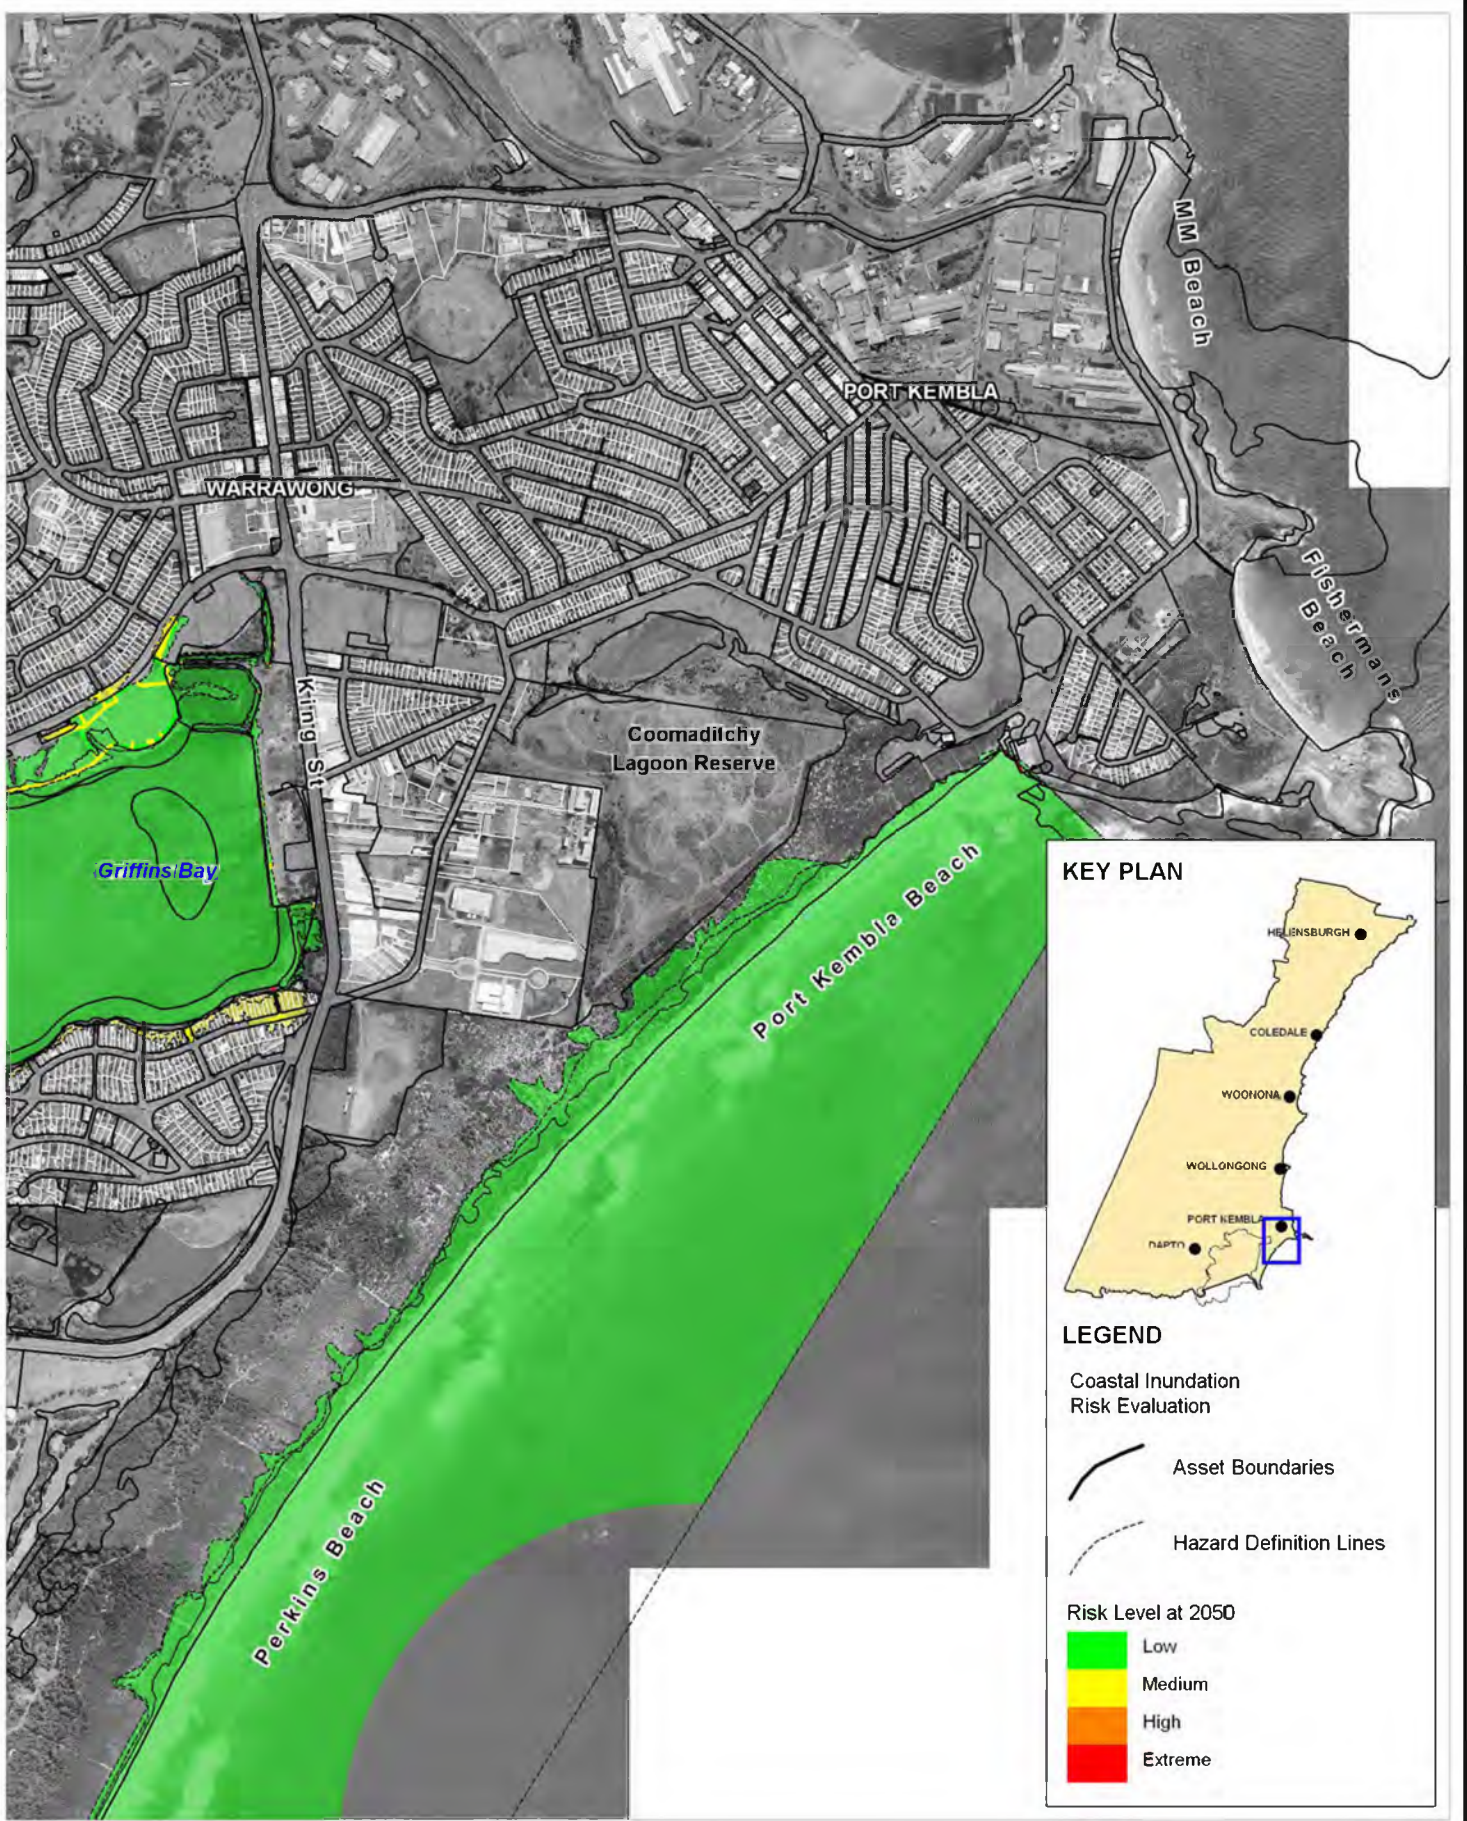 MM Beach
PORT KEMBLA
WARRAWONG
Fishermans
Beach
King St
Coomaditchy
Lagoon Reserve
Griffins Bay
Port Kembla Beach
Perkins Beach
KEY PLAN
HELENSBURGH
COLEDALE
WOONONA
WOLLONGONG
PORT KEMBLA
DAPTO
LEGEND
Coastal Inundation
Risk Evaluation
Asset Boundaries
Hazard Definition Lines
Risk Level at 2050
Low
Medium
High
Extreme